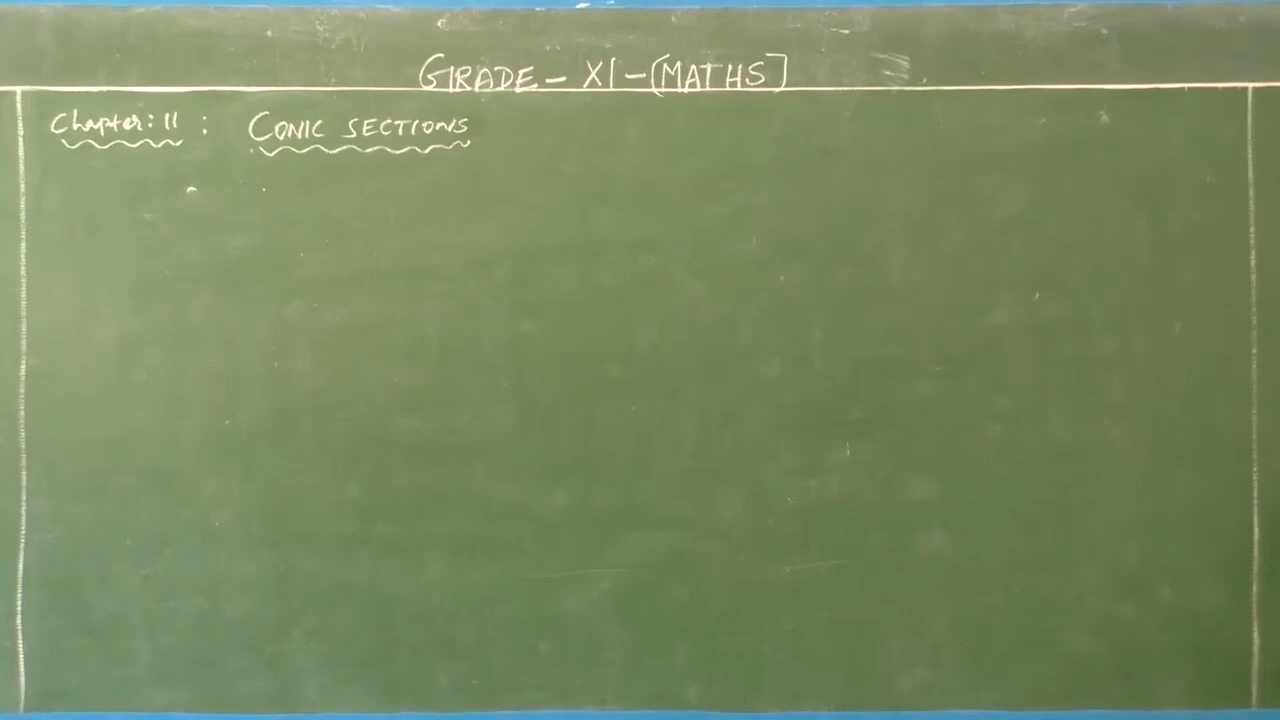 GRADE - XI - [MATHS]
Chapter: 11 : CONIC SECTIONS